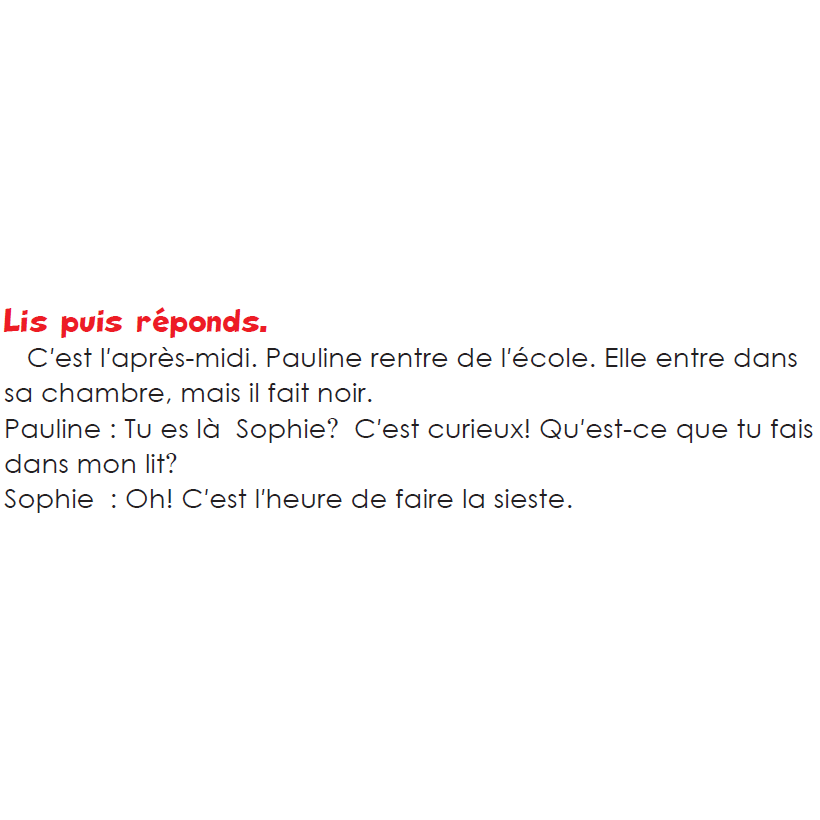 Lis puis réponds.
C'est l'après-midi. Pauline rentre de l'école. Elle entre dans
sa chambre, mais il fait noir.
Pauline : Tu es là  Sophie?  C'est curieux! Qu'est-ce que tu fais
dans mon lit?
Sophie  : Oh! C'est l'heure de faire la sieste.